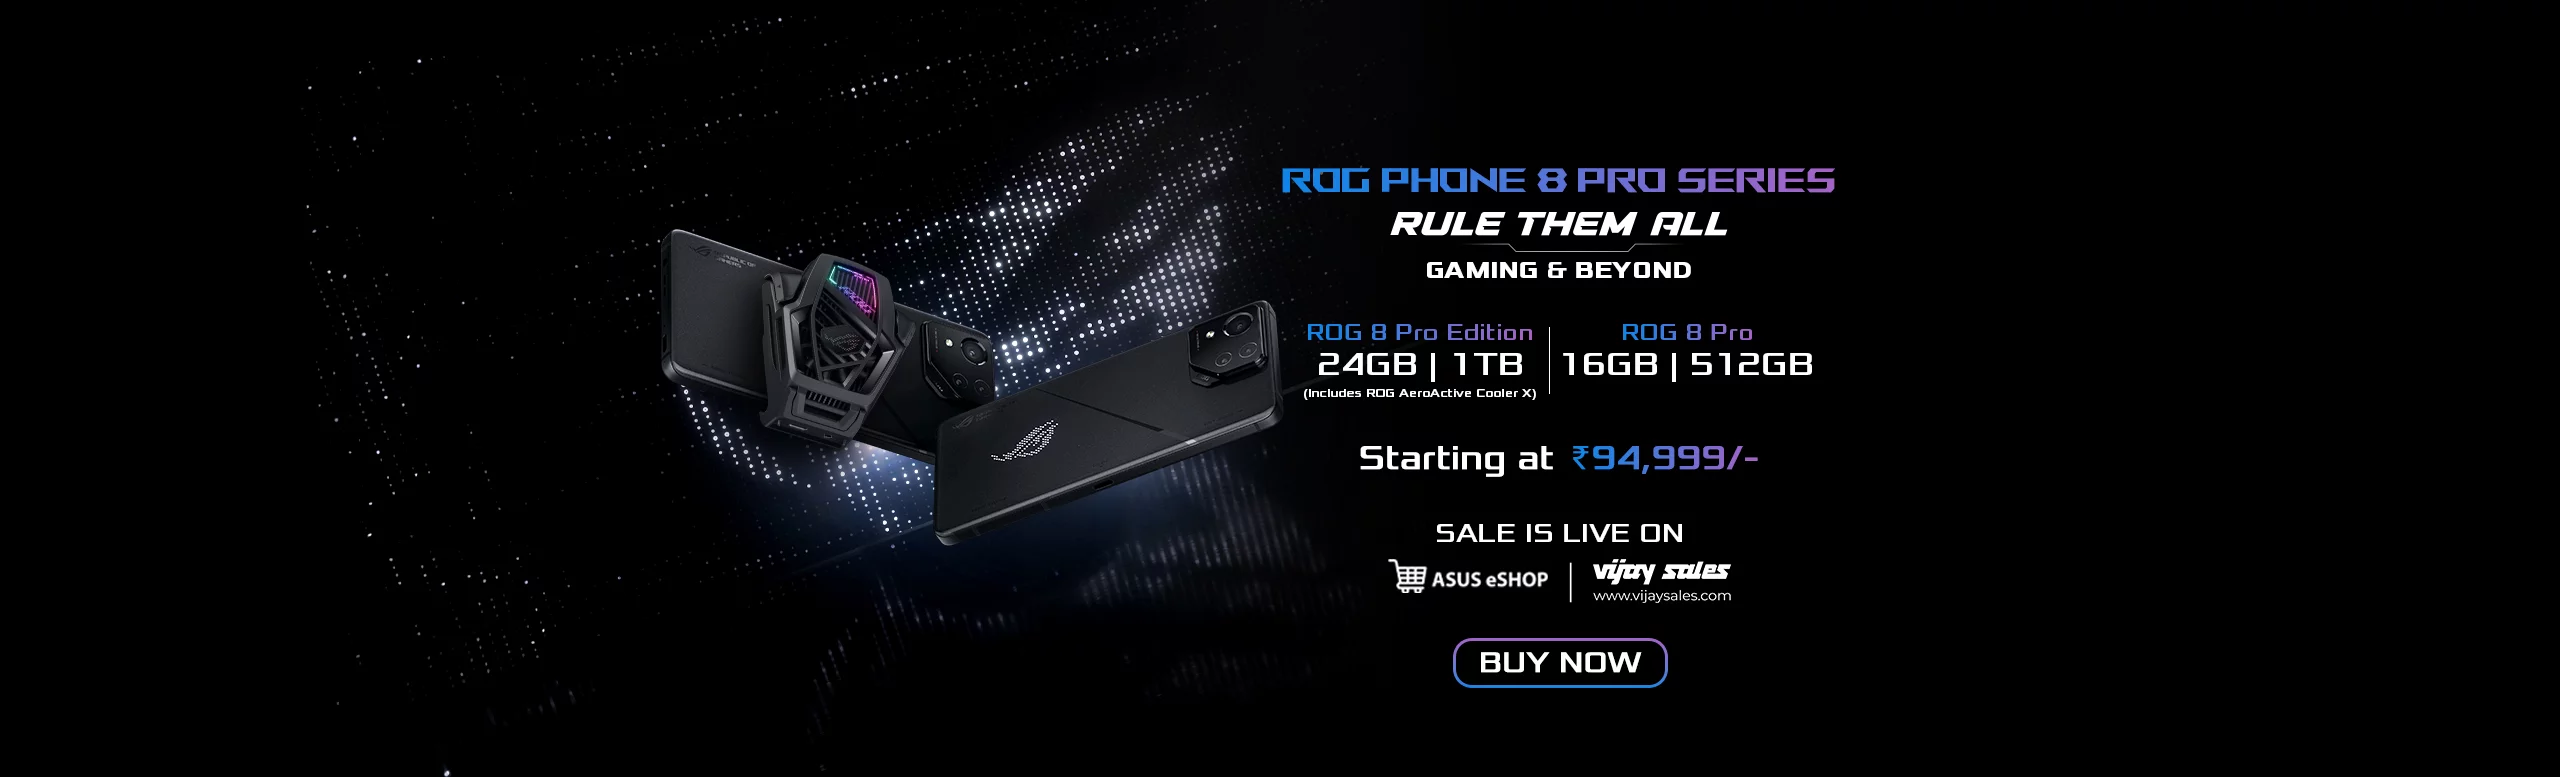 ROG PHONE 8 PRO SERIES
RULE THEM ALL
GAMING & BEYOND
ROG 8 Pro Edition
24GB | 1TB
(Includes ROG AeroActive Cooler X)
ROG 8 Pro
16GB | 512GB
Starting at ₹94,999/-
SALE IS LIVE ON
ASUS eSHOP
vijay sales
www.vijaysales.com
BUY NOW